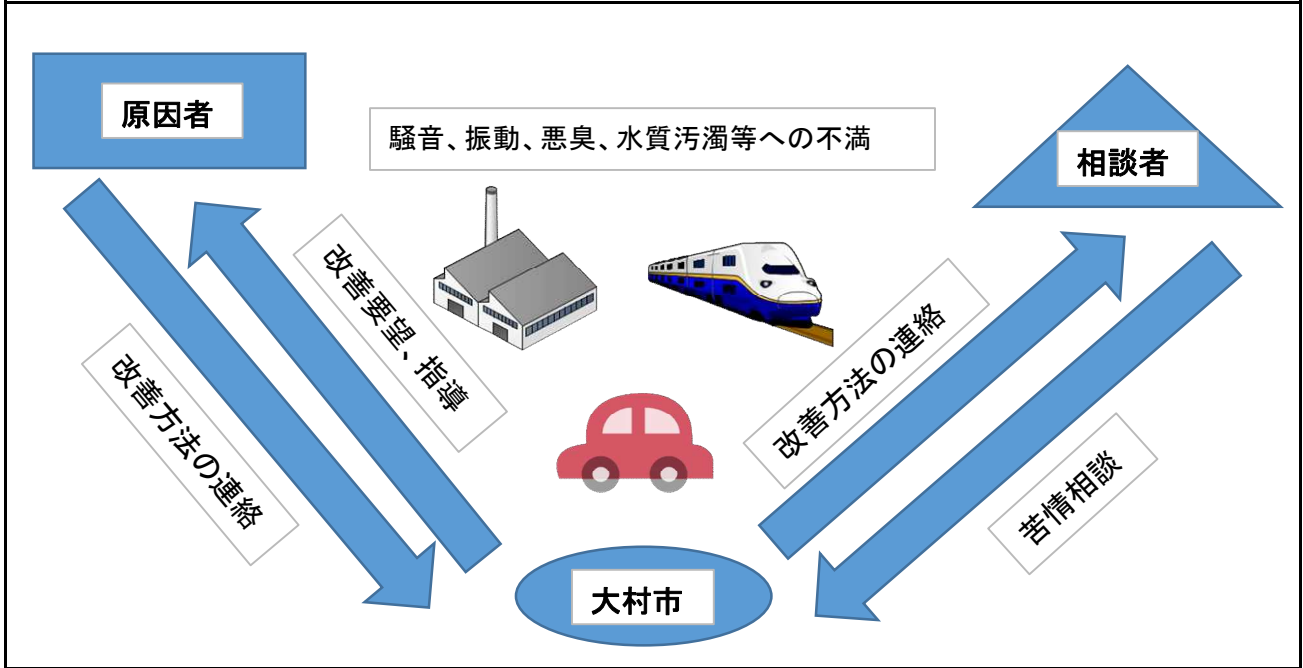 原因者
騒音、振動、悪臭、水質汚濁等への不満
相談者
改善要望、指導
改善方法の連絡
改善方法の連絡
苦情相談
大村市